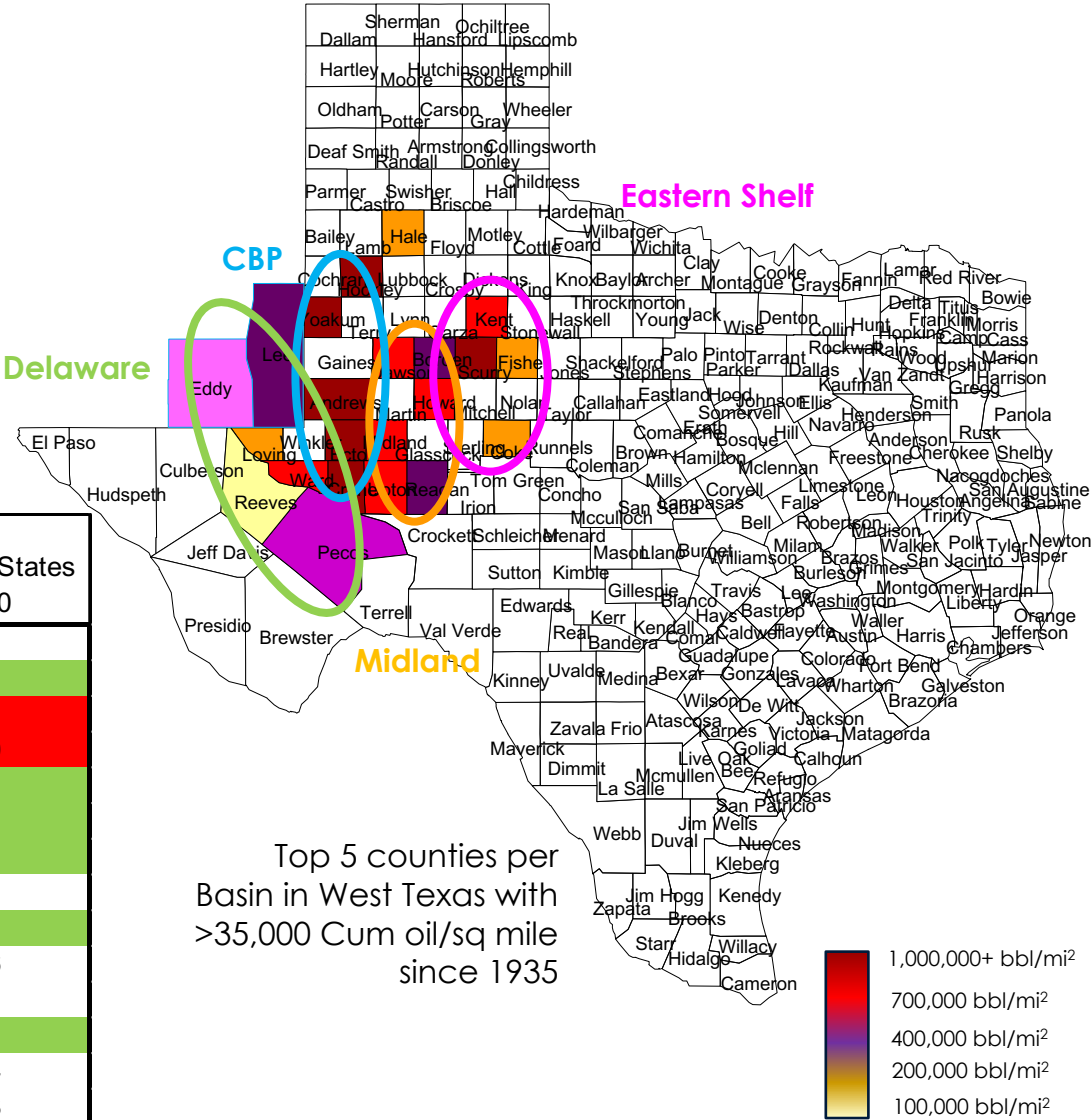 Sherman
Ochiltree
Dallam
Hansford
Lipscomb
Hartley
Hutchinson
Hemphill
Moore
Roberts
Oldham
Carson
Wheeler
Potter
Gray
Deaf Smith
Armstrong
Collingsworth
Randall
Donley
Parmer
Swisher
Hall
Childress
Castro
Briscoe
Eastern Shelf
Hardeman
Bailey
Hale
Motley
Wilbarger
Lamb
Floyd
Cottle
Foard
Wichita
CBP
Clay
Cochran
Lubbock
Dickens
Knox
Baylor
Archer
Montague
Cooke
Grayson
Fannin
Lamar
Red River
Hockley
Crosby
King
Bowie
Yoakum
Terry
Lynn
Garza
Kent
Stonewall
Haskell
Throckmorton
Young
Jack
Wise
Denton
Collin
Hunt
Delta
Hopkins
Franklin
Titus
Morris
Camp
Cass
Delaware
Lea
Gaines
Dawson
Borden
Scurry
Fisher
Jones
Shackelford
Stephens
Palo Pinto
Parker
Tarrant
Dallas
Rockwall
Rains
Wood
Upshur
Marion
Harrison
Kaufman
Van Zandt
Gregg
Eddy
Andrews
Martin
Howard
Mitchell
Nolan
Taylor
Callahan
Eastland
Hood
Johnson
Ellis
Somervell
Henderson
Smith
Panola
Erath
Navarro
Rusk
El Paso
Culberson
Loving
Winkler
Ector
Midland
Glasscock
Sterling
Coke
Runnels
Coleman
Brown
Comanche
Bosque
Hill
Hamilton
Anderson
Cherokee
Shelby
Freestone
Mclennan
Limestone
Nacogdoches
Hudspeth
Reeves
Ward
Crane
Upton
Reagan
Tom Green
Irion
Concho
Mcculloch
Mills
Coryell
Falls
Leon
Houston
Angelina
San Augustine
Sabine
San Saba
Lampasas
Bell
Robertson
Madison
Trinity
Jeff Davis
Pecos
Crockett
Schleicher
Menard
Mason
Llano
Burnet
Williamson
Milam
Brazos
Grimes
Walker
San Jacinto
Polk
Tyler
Jasper
Newton
States
0
Sutton
Kimble
Burleson
Gillespie
Blanco
Travis
Lee
Washington
Montgomery
Hardin
Liberty
Orange
Presidio
Brewster
Terrell
Val Verde
Edwards
Real
Kerr
Kendall
Hays
Bastrop
Bandera
Comal
Caldwell
Fayette
Austin
Waller
Harris
Jefferson
Chambers
Midland
Kinney
Uvalde
Medina
Bexar
Guadalupe
Gonzales
Lavaca
Colorado
Fort Bend
Wharton
Galveston
Brazoria
Wilson
De Witt
Maverick
Zavala
Frio
Atascosa
Karnes
Victoria
Jackson
Matagorda
Goliad
Dimmit
La Salle
Mcmullen
Live Oak
Bee
Calhoun
Refugio
Aransas
San Patricio
Webb
Duval
Jim Wells
Nueces
Kleberg
Zapata
Jim Hogg
Brooks
Kenedy
Starr
Hidalgo
Willacy
Cameron
Top 5 counties per
Basin in West Texas with
>35,000 Cum oil/sq mile
since 1935
1,000,000+ bbl/mi²
700,000 bbl/mi²
400,000 bbl/mi²
200,000 bbl/mi²
100,000 bbl/mi²